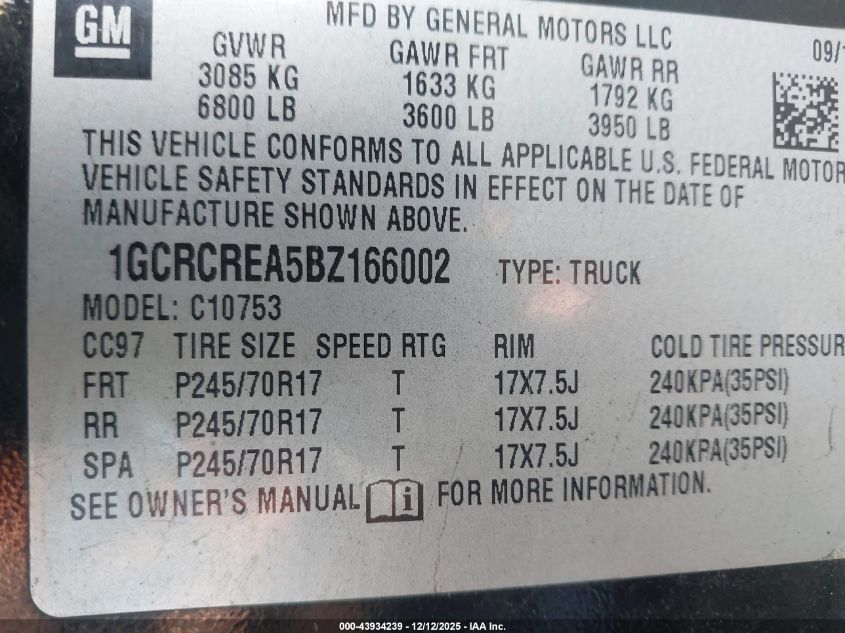 GM
MFD BY GENERAL MOTORS LLC
GVWR GAWR FRT GAWR RR 09/1
3085 KG 1633 KG 1792 KG
6800 LB 3600 LB 3950 LB
THIS VEHICLE CONFORMS TO ALL APPLICABLE U.S. FEDERAL MOTOR
VEHICLE SAFETY STANDARDS IN EFFECT ON THE DATE OF
MANUFACTURE SHOWN ABOVE.
1GCRCREA5BZ166002 TYPE: TRUCK
MODEL: C10753
CC97 TIRE SIZE SPEED RTG RIM COLD TIRE PRESSUR
FRT P245/70R17 T 17X7.5J 240KPA(35PSI)
RR P245/70R17 T 17X7.5J 240KPA(35PSI)
SPA P245/70R17 T 17X7.5J 240KPA(35PSI)
SEE OWNER'S MANUAL i FOR MORE INFORMATION.
000-43934239 - 12/12/2025 - IAA Inc.